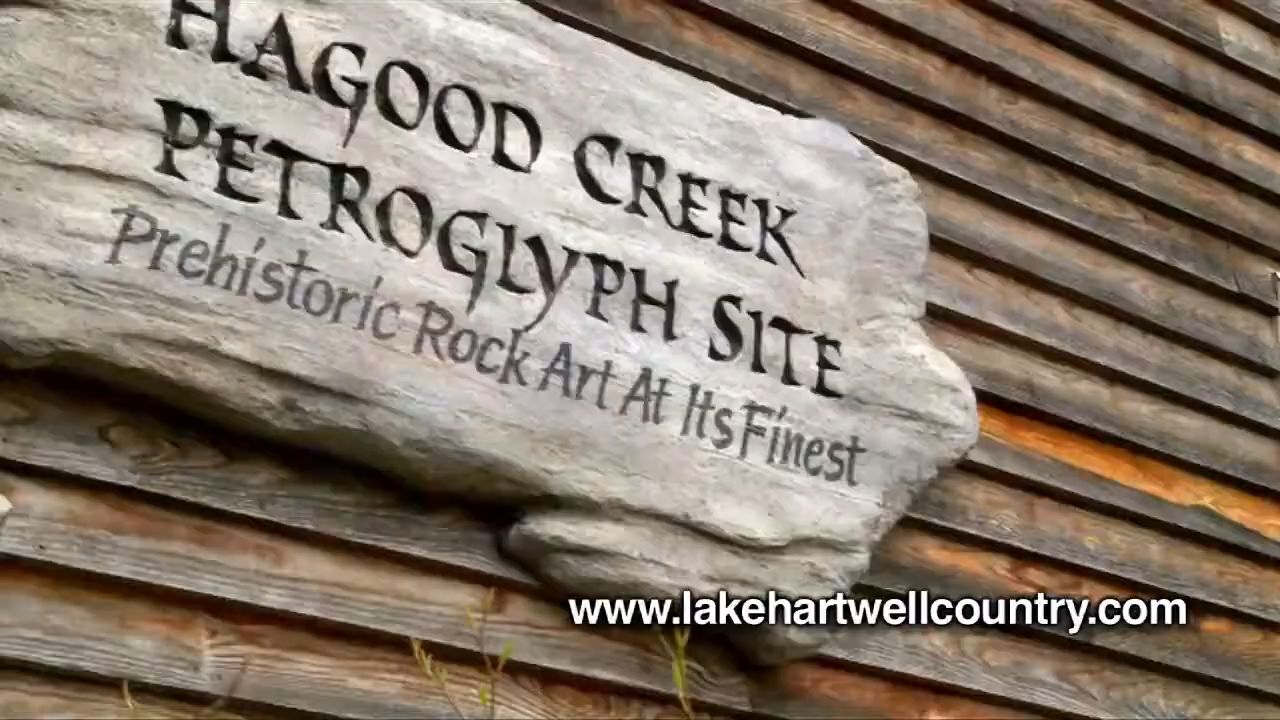 HAGOOD CREEK
PETROGLYPH SITE
Prehistoric Rock Art At Its Finest
www.lakehartwellcountry.com